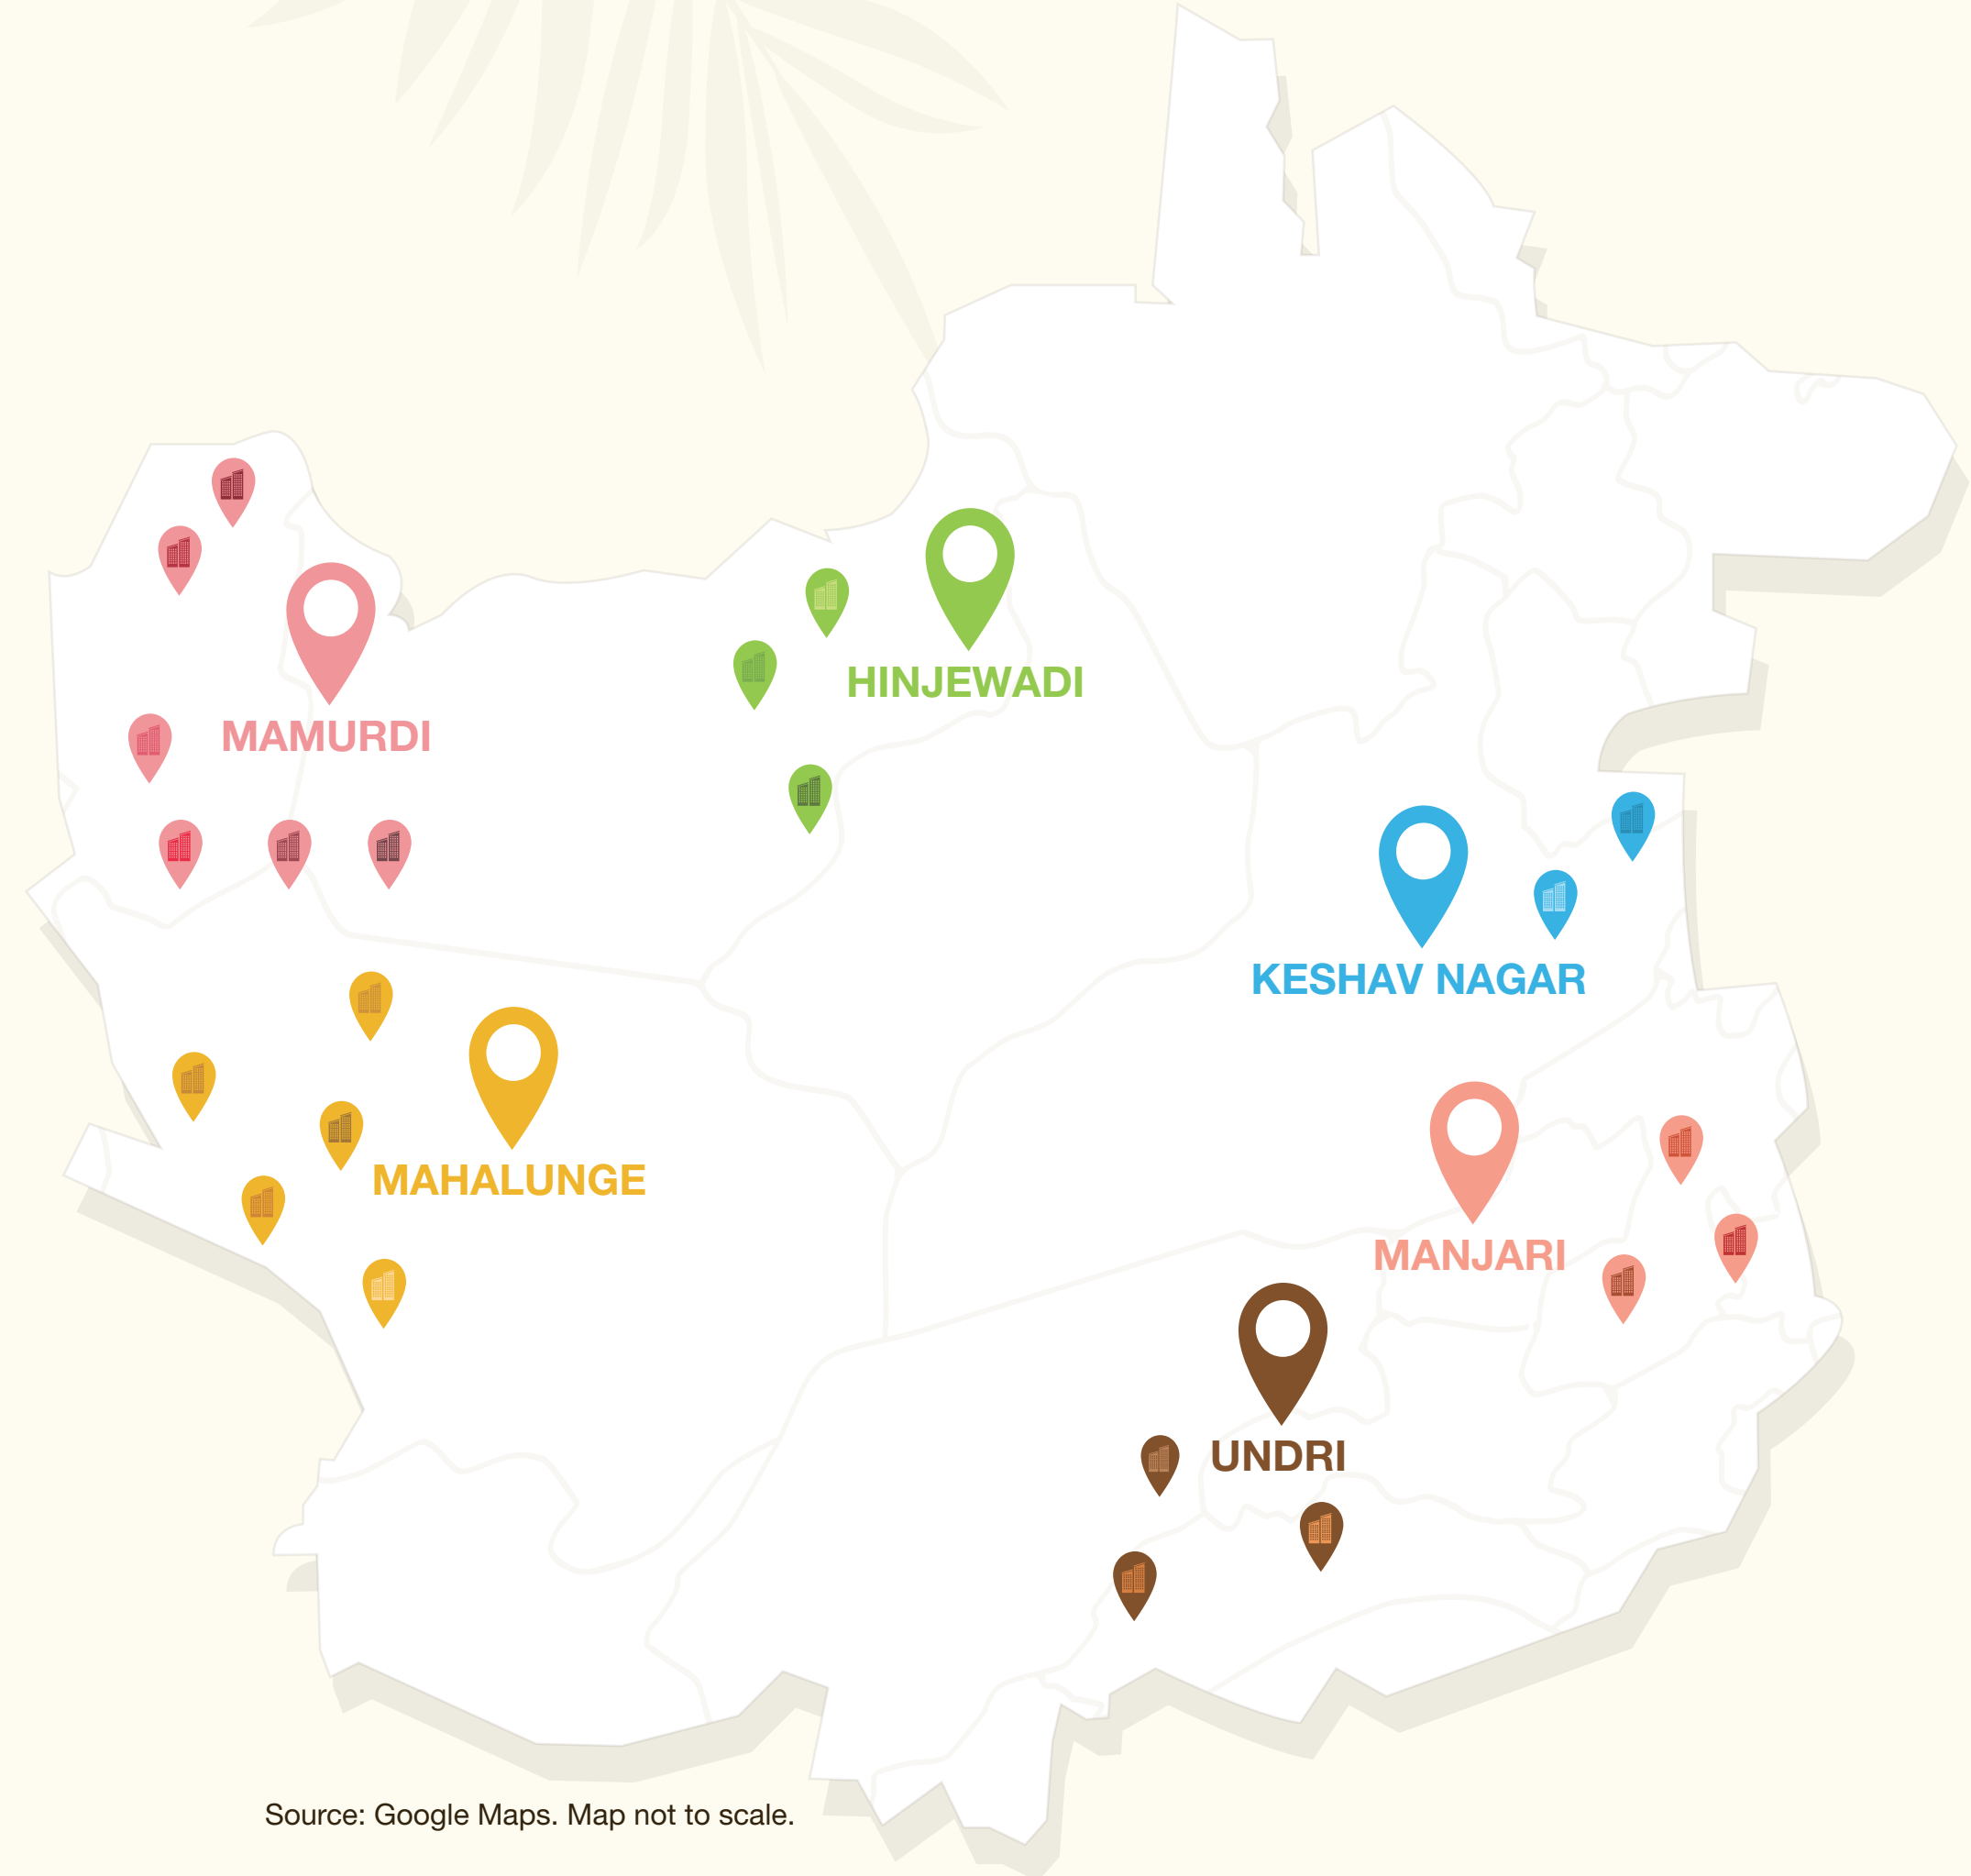 HINJEWADI
MAMURDI
KESHAV NAGAR
MAHALUNGE
MANJARI
UNDRI
Source: Google Maps. Map not to scale.